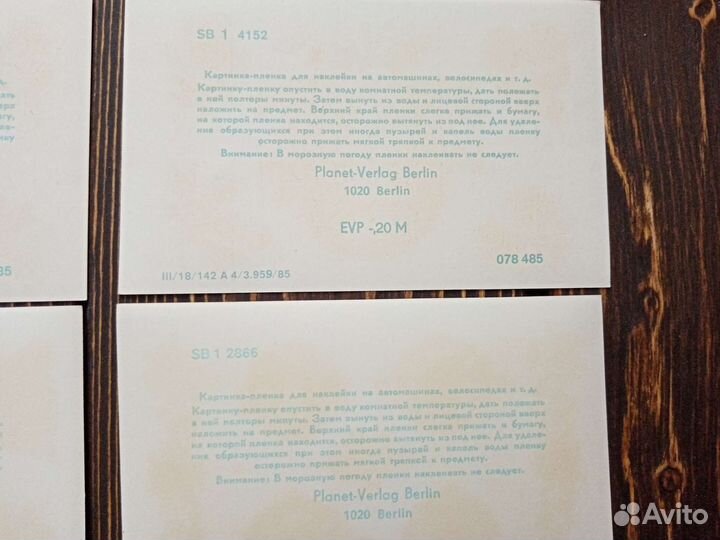 SB 1 4152
Картинка-пленка для наклейки на автомашинах, велосипедах и т. д.
Картинку-пленку опустить в воду комнатной температуры, дать полежать
в ней полторы минуты. Затем вынуть из воды и лицевой стороной вверх
наложить на предмет. Верхний край пленки слегка прижать и бумагу,
на которой пленка находится, осторожно вытянуть из под нее. Для удале-
ния образующихся при этом иногда пузырей и капель воды пленку
осторожно прижать мягкой тряпкой к предмету.
Внимание: В морозную погоду пленки наклеивать не следует.
Planet-Verlag Berlin
1020 Berlin
EVP -,20 M
III/18/142 A 4/3.959/85
078 485
85
SB 1 2866
Картинка-пленка для наклейки на автомашинах, велосипедах и т. д.
Картинку-пленку опустить в воду комнатной температуры, дать полежать
в ней полторы минуты. Затем вынуть из воды и лицевой стороной вверх
наложить на предмет. Верхний край пленки слегка прижать и бумагу,
на которой пленка находится, осторожно вытянуть из под нее. Для удале-
ния образующихся при этом иногда пузырей и капель воды пленку
осторожно прижать мягкой тряпкой к предмету.
Внимание: В морозную погоду пленки наклеивать не следует.
Planet-Verlag Berlin
1020 Berlin
Avito